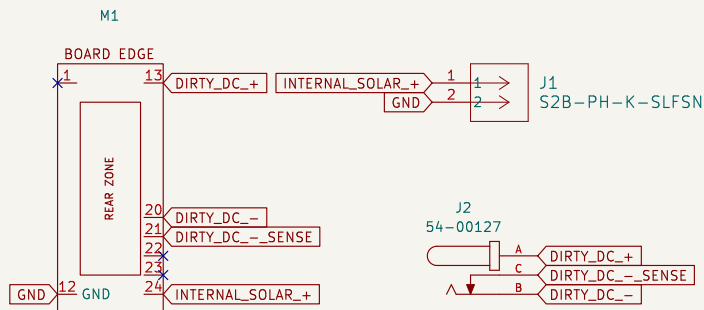 M1
BOARD EDGE
1
13
DIRTY_DC_+
INTERNAL_SOLAR_+
1
1
J1
GND
2
2
S2B-PH-K-SLFSN
REAR ZONE
20
DIRTY_DC_-
21
DIRTY_DC_-_SENSE
22
23
12
GND
GND
24
INTERNAL_SOLAR_+
J2
54-00127
A
DIRTY_DC_+
C
DIRTY_DC_-_SENSE
B
DIRTY_DC_-